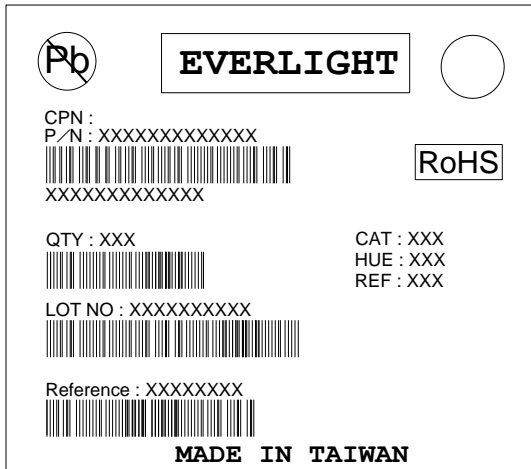 Pb
EVERLIGHT
CPN :
P/N : XXXXXXXXXXXXX
RoHS
XXXXXXXXXXXXX
QTY : XXX
CAT : XXX
HUE : XXX
REF : XXX
LOT NO : XXXXXXXXXX
Reference : XXXXXXXX
MADE IN TAIWAN